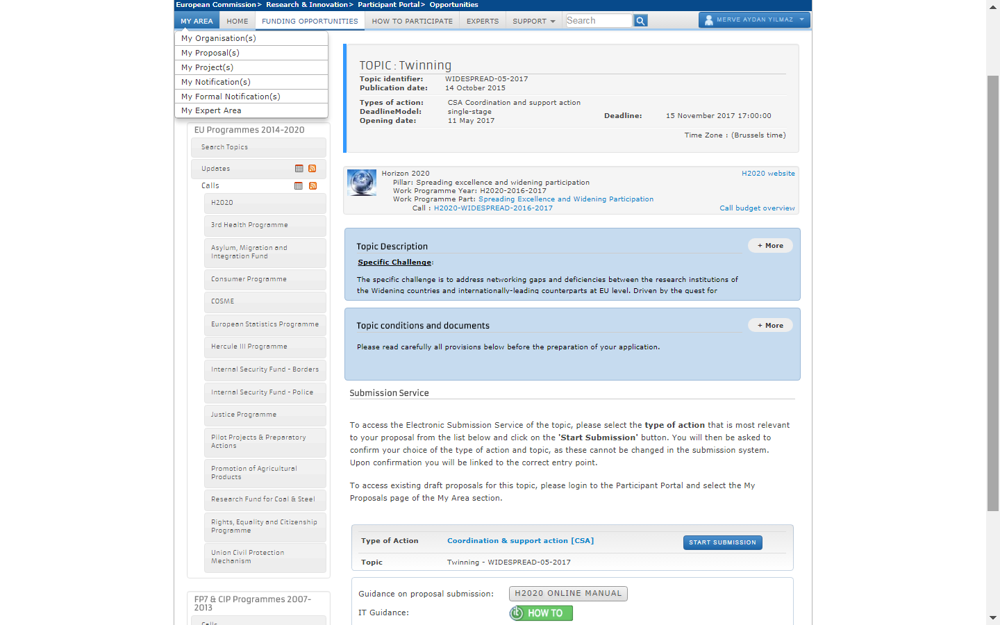 European Commission> Research & Innovation> Participant Portal> Opportunities
MY AREA HOME FUNDING OPPORTUNITIES HOW TO PARTICIPATE EXPERTS SUPPORT Search MERVE AYDAN YILMAZ
My Organisation(s)
My Proposal(s)
My Project(s)
My Notification(s)
My Formal Notification(s)
My Expert Area
EU Programmes 2014-2020
Search Topics
Updates
Calls
H2020
3rd Health Programme
Asylum, Migration and
Integration Fund
Consumer Programme
COSME
European Statistics Programme
Hercule III Programme
Internal Security Fund - Borders
Internal Security Fund - Police
Justice Programme
Pilot Projects & Preparatory
Actions
Promotion of Agricultural
Products
Research Fund for Coal & Steel
Rights, Equality and Citizenship
Programme
Union Civil Protection
Mechanism
FP7 & CIP Programmes 2007-
2013
Calls
TOPIC : Twinning
Topic identifier: WIDESPREAD-05-2017
Publication date: 14 October 2015
Types of action: CSA Coordination and support action
DeadlineModel: single-stage
Opening date: 11 May 2017
Deadline: 15 November 2017 17:00:00
Time Zone : (Brussels time)
Horizon 2020 H2020 website
Pillar: Spreading excellence and widening participation
Work Programme Year: H2020-2016-2017
Work Programme Part: Spreading Excellence and Widening Participation
Call : H2020-WIDESPREAD-2016-2017 Call budget overview
Topic Description + More
Specific Challenge:
The specific challenge is to address networking gaps and deficiencies between the research institutions of
the Widening countries and internationally-leading counterparts at EU level. Driven by the quest for
Topic conditions and documents + More
Please read carefully all provisions below before the preparation of your application.
Submission Service
To access the Electronic Submission Service of the topic, please select the type of action that is most relevant
to your proposal from the list below and click on the 'Start Submission' button. You will then be asked to
confirm your choice of the type of action and topic, as these cannot be changed in the submission system.
Upon confirmation you will be linked to the correct entry point.
To access existing draft proposals for this topic, please login to the Participant Portal and select the My
Proposals page of the My Area section.
Type of Action Coordination & support action [CSA] START SUBMISSION
Topic Twinning - WIDESPREAD-05-2017
Guidance on proposal submission: H2020 ONLINE MANUAL
IT Guidance: it HOW TO